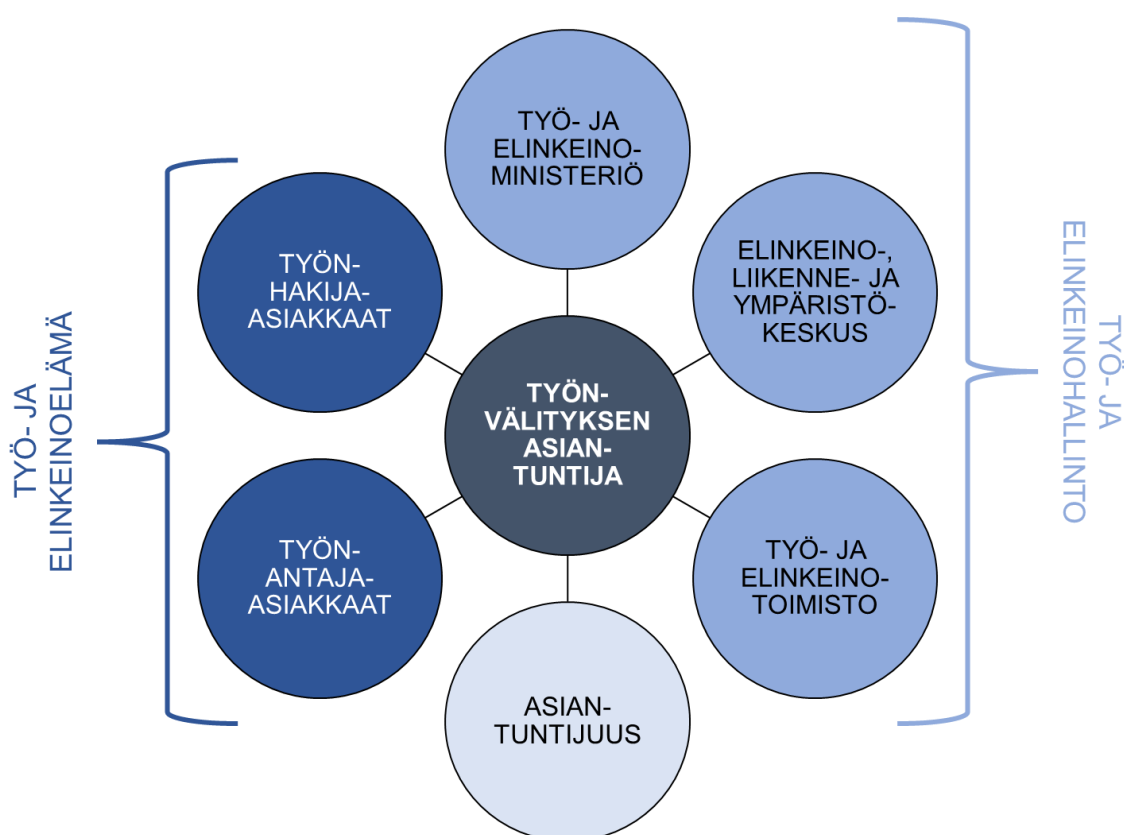 TYÖ- JA
ELINKEINO-
MINISTERIÖ
TYÖN-
HAKIJA-
ASIAKKAAT
ELINKEINO-,
LIIKENNE- JA
YMPÄRISTÖ-
KESKUS
TYÖ- JA
ELINKEINOELÄMÄ
TYÖN-
VÄLITYKSEN
ASIAN-
TUNTIJA
TYÖ- JA
ELINKEINOHALLINTO
TYÖN-
ANTAJA-
ASIAKKAAT
TYÖ- JA
ELINKEINO-
TOIMISTO
ASIAN-
TUNTIJUUS